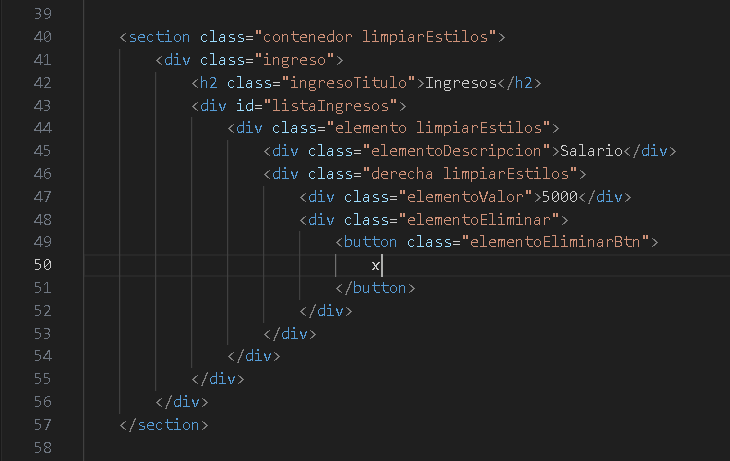 39
40 <section class="contenedor limpiarEstilos">
41 <div class="ingreso">
42 <h2 class="ingresoTitulo">Ingresos</h2>
43 <div id="listaIngresos">
44 <div class="elemento limpiarEstilos">
45 <div class="elementoDescripcion">Salario</div>
46 <div class="derecha limpiarEstilos">
47 <div class="elementoValor">5000</div>
48 <div class="elementoEliminar">
49 <button class="elementoEliminarBtn">
50 x
51 </button>
52 </div>
53 </div>
54 </div>
55 </div>
56 </div>
57 </section>
58